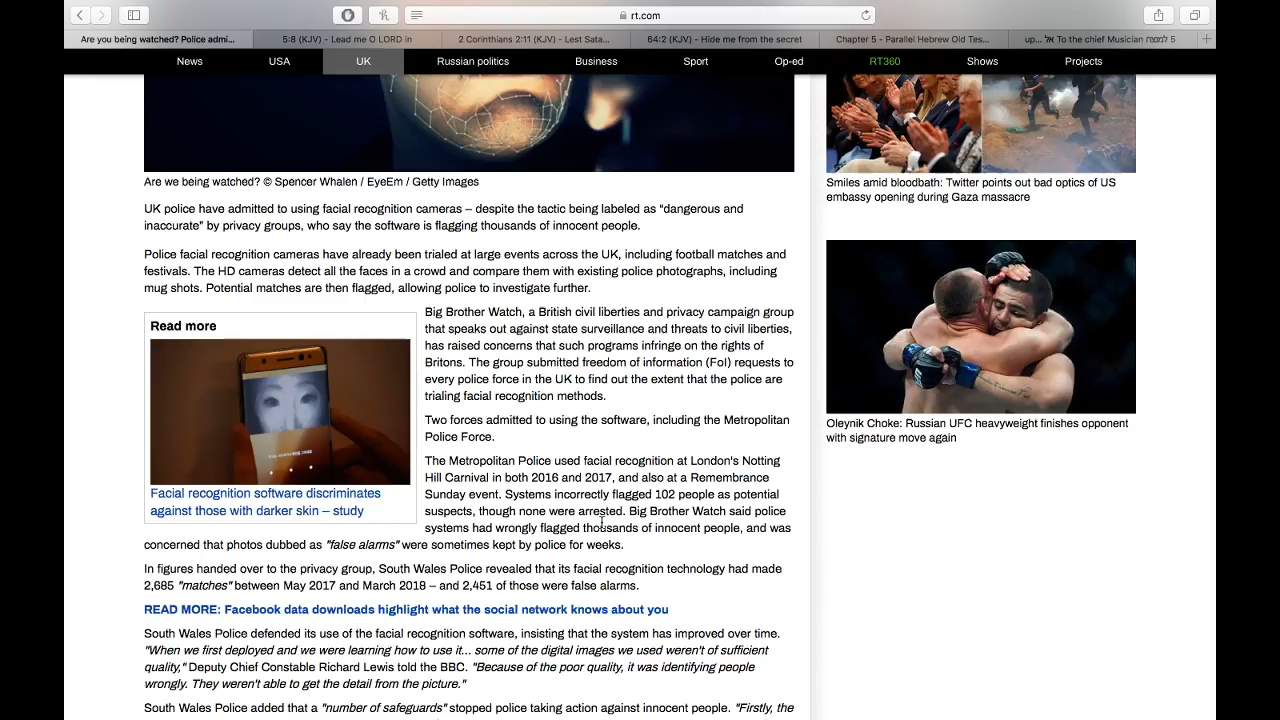 rt.com
Are you being watched? Police admi...
5:8 (KJV) - Lead me O LORD in
2 Corinthians 2:11 (KJV) - Lest Sata...
64:2 (KJV) - Hide me from the secret
Chapter 5 - Parallel Hebrew Old Tes...
up... אל למנצח To the chief Musician 5
News
USA
UK
Russian politics
Business
Sport
Op-ed
RT360
Shows
Projects
Are we being watched? © Spencer Whalen / EyeEm / Getty Images
UK police have admitted to using facial recognition cameras – despite the tactic being labeled as “dangerous and
inaccurate” by privacy groups, who say the software is flagging thousands of innocent people.
Police facial recognition cameras have already been trialed at large events across the UK, including football matches and
festivals. The HD cameras detect all the faces in a crowd and compare them with existing police photographs, including
mug shots. Potential matches are then flagged, allowing police to investigate further.
Read more
Facial recognition software discriminates
against those with darker skin – study
Big Brother Watch, a British civil liberties and privacy campaign group
that speaks out against state surveillance and threats to civil liberties,
has raised concerns that such programs infringe on the rights of
Britons. The group submitted freedom of information (FoI) requests to
every police force in the UK to find out the extent that the police are
trialing facial recognition methods.
Two forces admitted to using the software, including the Metropolitan
Police Force.
The Metropolitan Police used facial recognition at London's Notting
Hill Carnival in both 2016 and 2017, and also at a Remembrance
Sunday event. Systems incorrectly flagged 102 people as potential
suspects, though none were arrested. Big Brother Watch said police
systems had wrongly flagged thousands of innocent people, and was
concerned that photos dubbed as "false alarms" were sometimes kept by police for weeks.
In figures handed over to the privacy group, South Wales Police revealed that its facial recognition technology had made
2,685 "matches" between May 2017 and March 2018 – and 2,451 of those were false alarms.
READ MORE: Facebook data downloads highlight what the social network knows about you
South Wales Police defended its use of the facial recognition software, insisting that the system has improved over time.
"When we first deployed and we were learning how to use it... some of the digital images we used weren't of sufficient
quality," Deputy Chief Constable Richard Lewis told the BBC. "Because of the poor quality, it was identifying people
wrongly. They weren't able to get the detail from the picture."
South Wales Police added that a "number of safeguards" stopped police taking action against innocent people. "Firstly, the
Smiles amid bloodbath: Twitter points out bad optics of US
embassy opening during Gaza massacre
Oleynik Choke: Russian UFC heavyweight finishes opponent
with signature move again